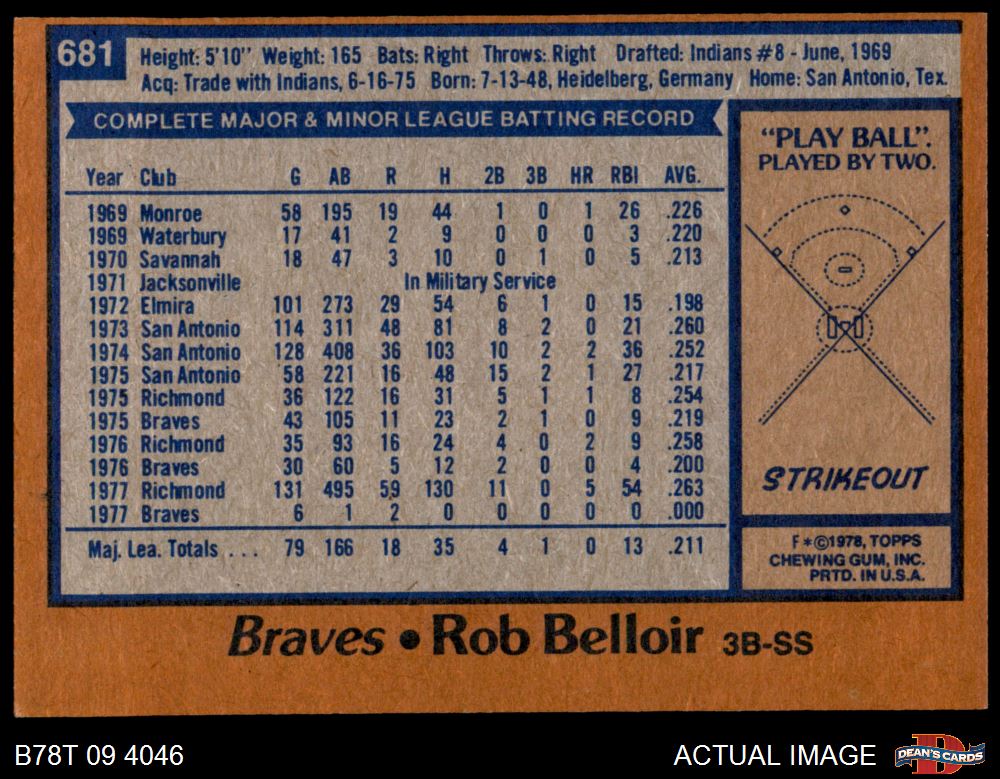 681
Height: 5'10" Weight: 165 Bats: Right Throws: Right Drafted: Indians #8 - June, 1969
Acq: Trade with Indians, 6-16-75 Born: 7-13-48, Heidelberg, Germany Home: San Antonio, Tex.
COMPLETE MAJOR & MINOR LEAGUE BATTING RECORD
Year Club G AB R H 2B 3B HR RBI AVG.
1969 Monroe 58 195 19 44 1 0 1 26 .226
1969 Waterbury 17 41 2 9 0 0 0 3 .220
1970 Savannah 18 47 3 10 0 1 0 5 .213
1971 Jacksonville In Military Service
1972 Elmira 101 273 29 54 6 1 0 15 .198
1973 San Antonio 114 311 48 81 8 2 0 21 .260
1974 San Antonio 128 408 36 103 10 2 2 36 .252
1975 San Antonio 58 221 16 48 15 2 1 27 .217
1975 Richmond 36 122 16 31 5 1 1 8 .254
1975 Braves 43 105 11 23 2 1 0 9 .219
1976 Richmond 35 93 16 24 4 0 2 9 .258
1976 Braves 30 60 5 12 2 0 0 4 .200
1977 Richmond 131 495 59 130 11 0 5 54 .263
1977 Braves 6 1 2 0 0 0 0 0 .000
Maj. Lea. Totals . . . 79 166 18 35 4 1 0 13 .211
"PLAY BALL".
PLAYED BY TWO.
STRIKEOUT
F*©1978, TOPPS
CHEWING GUM, INC.
PRTD. IN U.S.A.
Braves • Rob Belloir 3B-SS
B78T 09 4046
ACTUAL IMAGE
DEAN'S CARDS